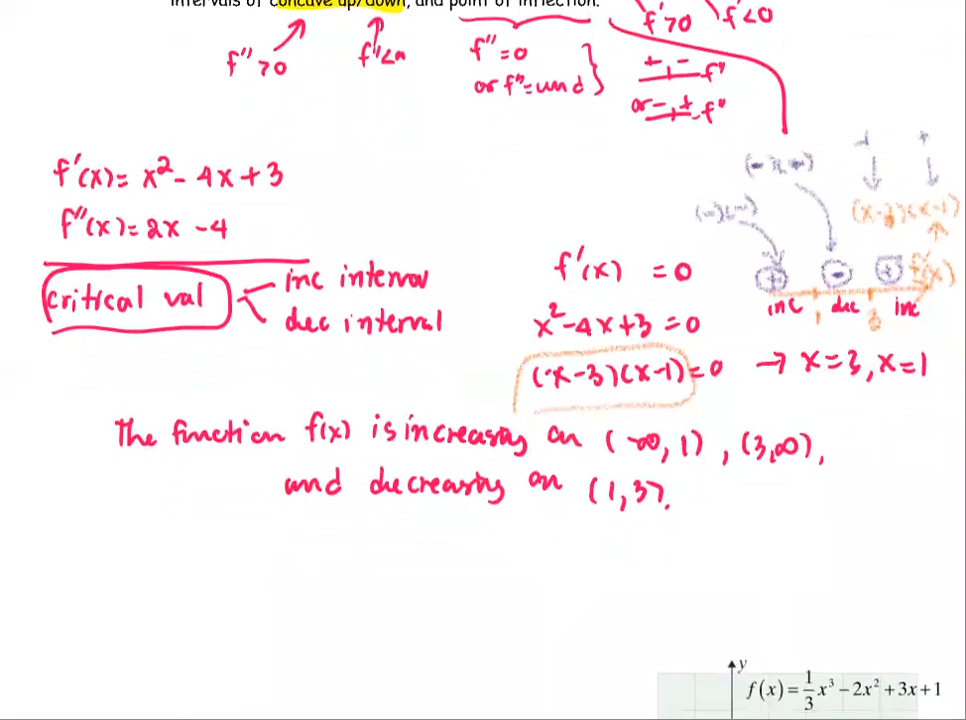 intervals of concave up/down, and point of inflection.
f'>0 f'<0
f''>0 f''<0 f''=0
or f''=und
+ - f''
or - + f''
f'(x)= x²- 4x+3
f''(x)=2x -4
critical val
inc interval
dec interval
(-)(-)
- +
(x-3)(x-1)
+ - + f'(x)
inc 1 dec 3 inc
f'(x) =0
x²-4x+3 =0
(x-3)(x-1)=0 → x=3, x=1
The function f(x) is increasing on (-∞, 1) , (3,∞),
and decreasing on (1,3).
y
f(x)=1/3x³−2x²+3x+1